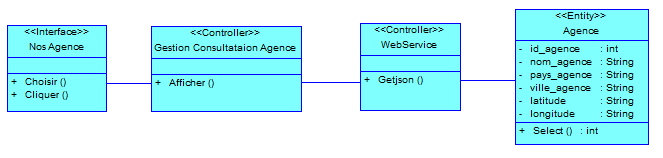 <<Interface>>
Nos Agence
+ Choisir ()
+ Cliquer ()
<<Controller>>
Gestion Consultataion Agence
+ Afficher ()
<<Controller>>
WebService
+ Getjson ()
<<Entity>>
Agence
- id_agence : int
- nom_agence : String
- pays_agence : String
- ville_agence : String
- latitude : String
- longitude : String
+ Select () : int